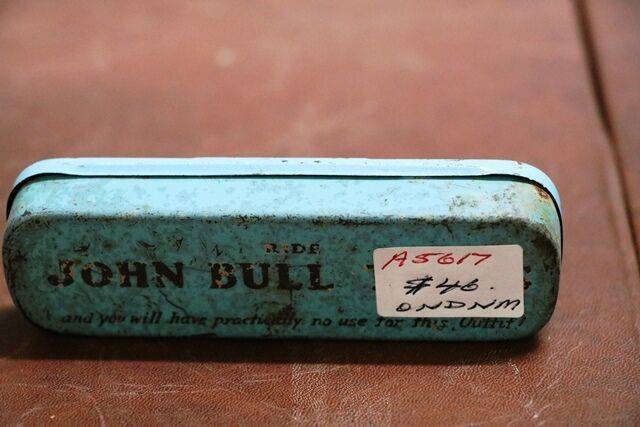 RIDE
JOHN BULL
and you will have practically no use for this Outfit!
A5617
$46.
ONDNM